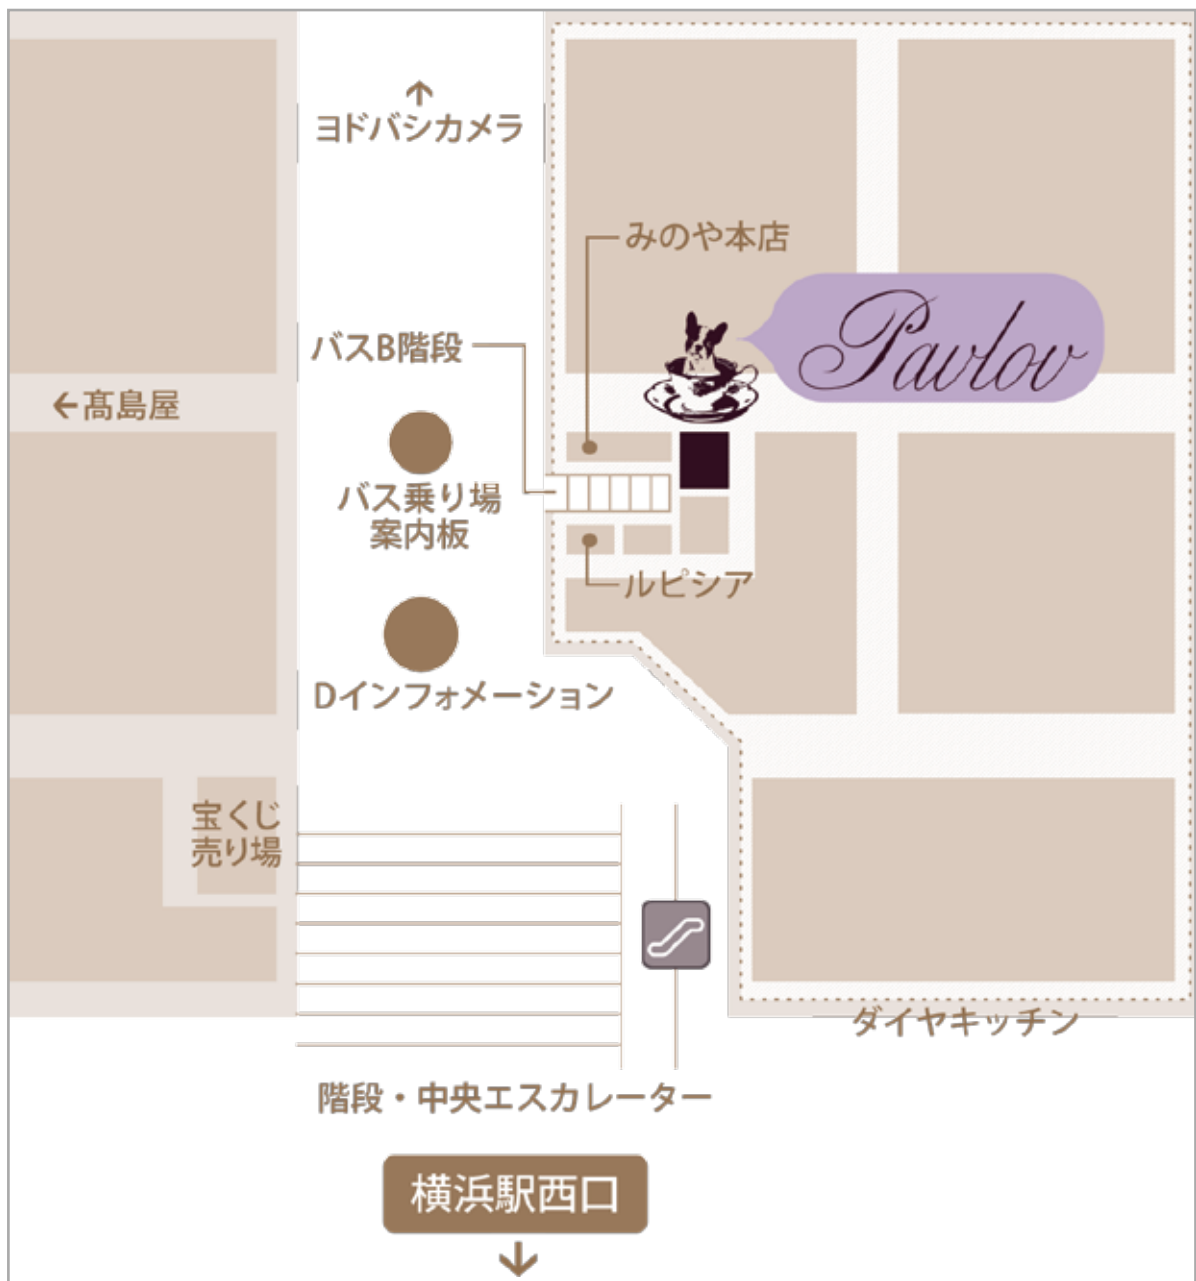 ↑
ヨドバシカメラ
みのや本店
Pavlov
バスB階段
←髙島屋
バス乗り場
案内板
ルピシア
Dインフォメーション
宝くじ
売り場
ダイヤキッチン
階段・中央エスカレーター
横浜駅西口
↓